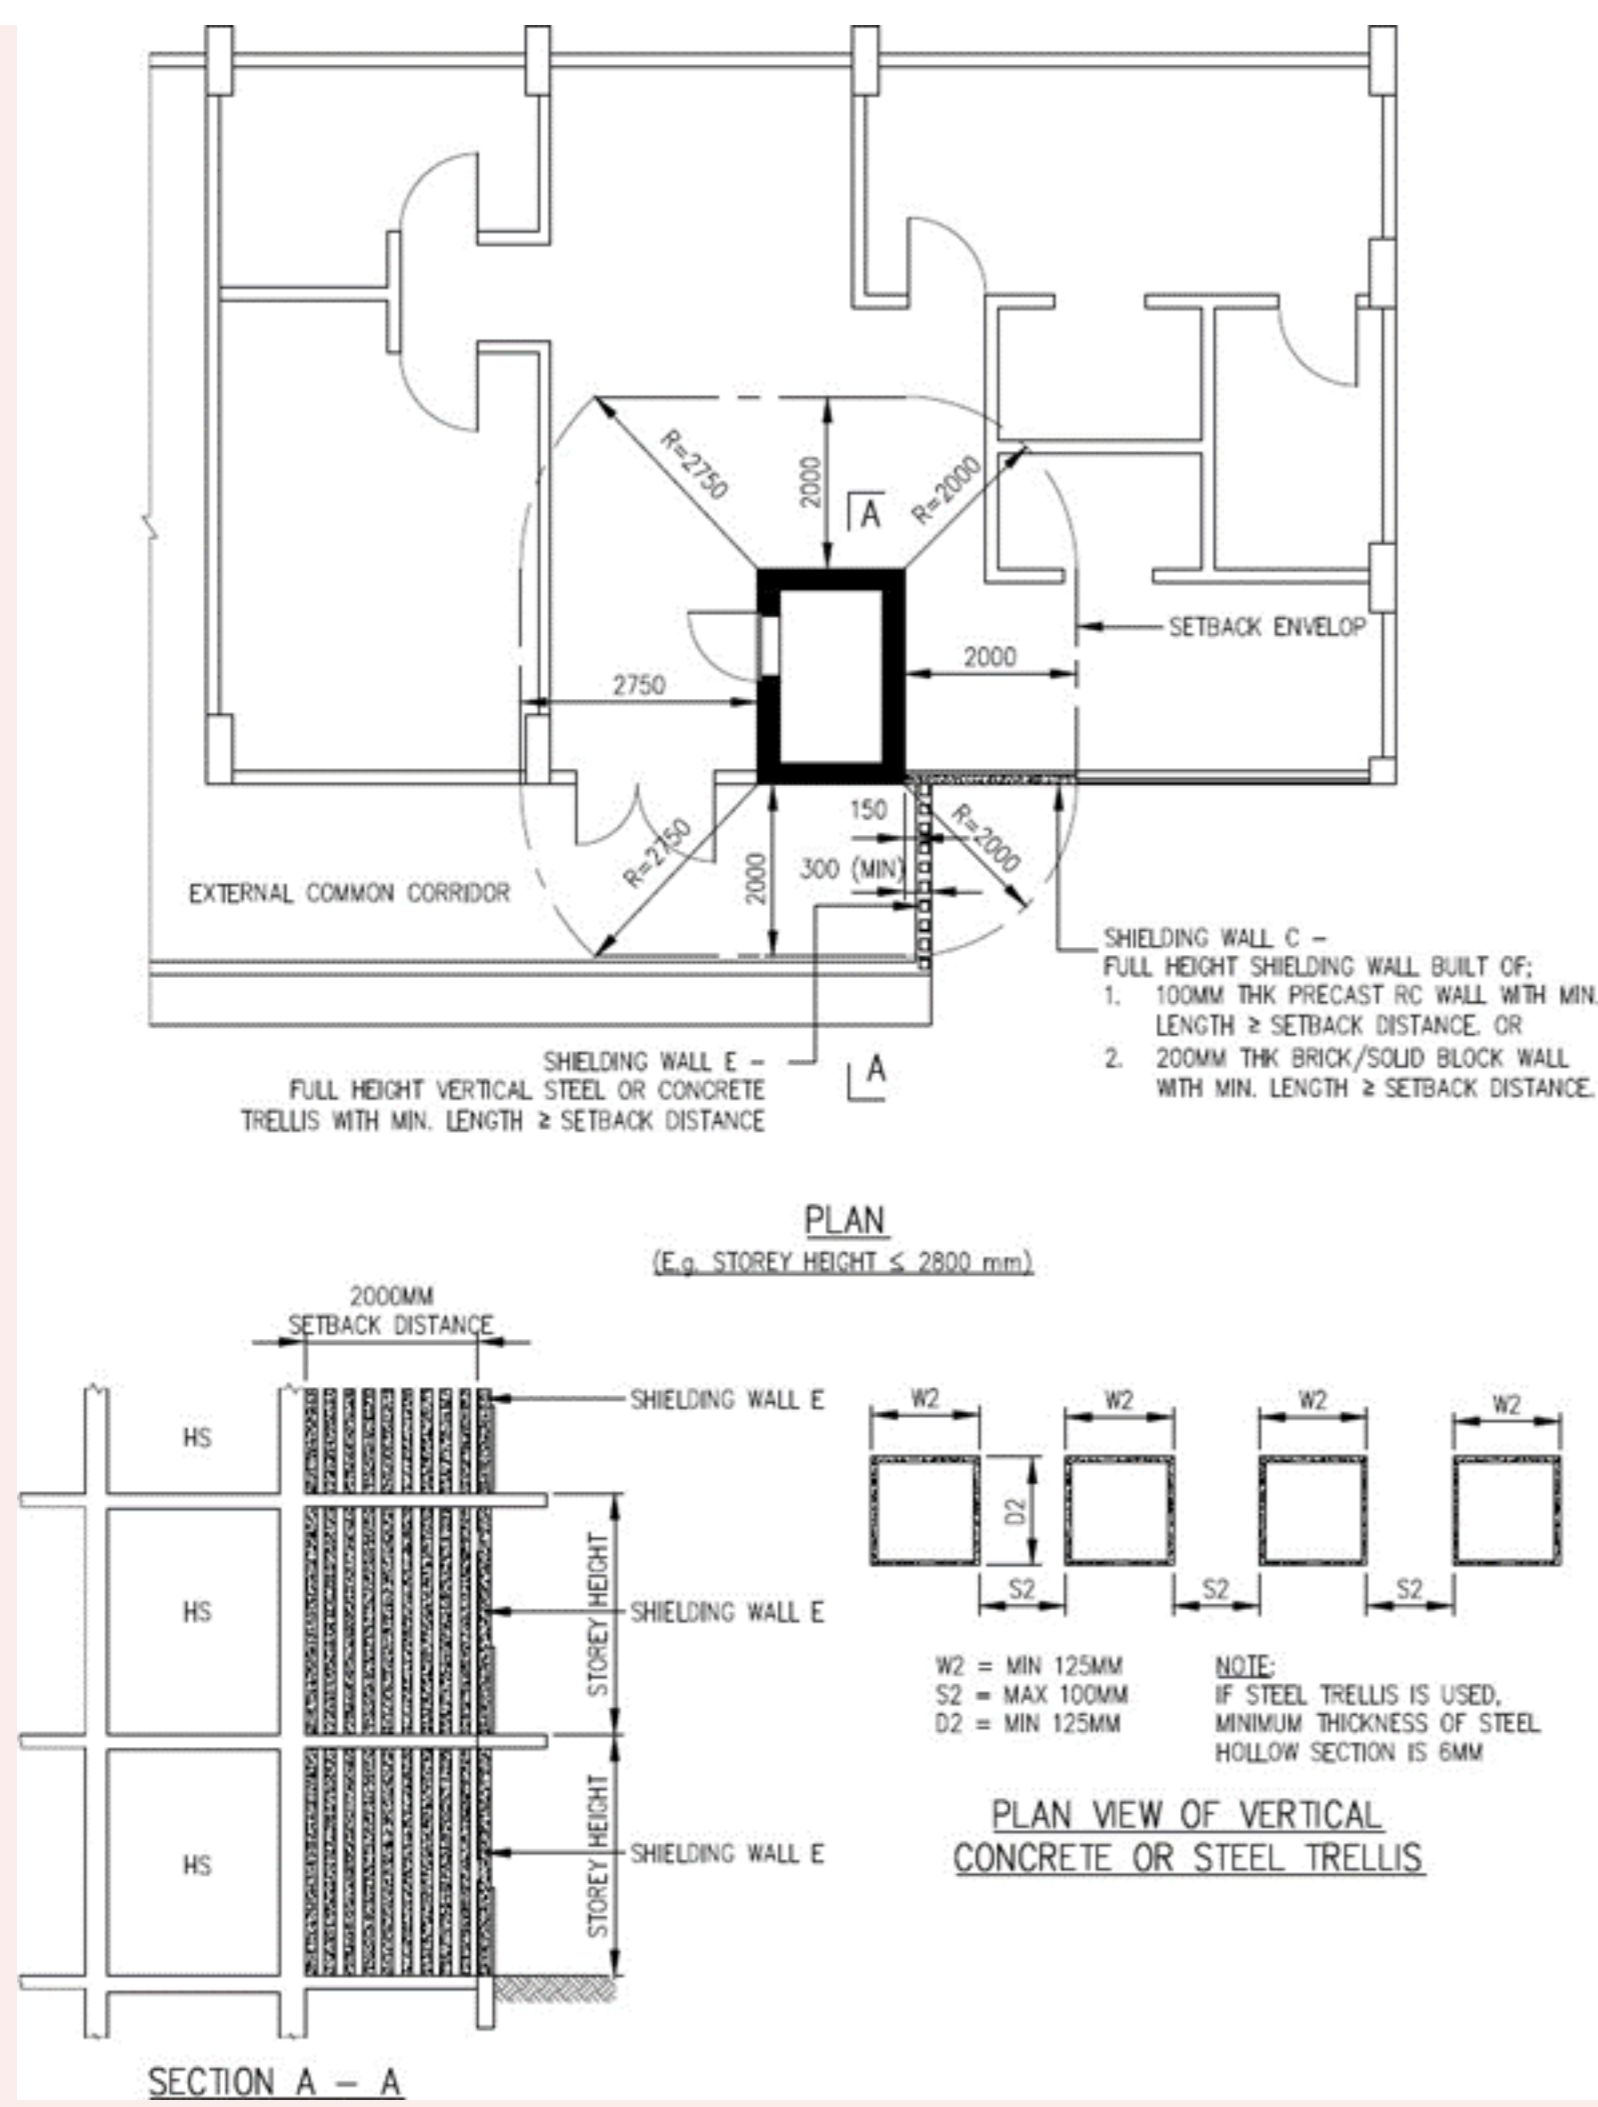 R=2750
2000
A
R=2000
SETBACK ENVELOP
2000
2750
150
R=2000
R=2750
2000
300 (MIN)
EXTERNAL COMMON CORRIDOR
SHIELDING WALL C –
FULL HEIGHT SHIELDING WALL BUILT OF;
1. 100MM THK PRECAST RC WALL WITH MIN.
LENGTH ≥ SETBACK DISTANCE. OR
2. 200MM THK BRICK/SOLID BLOCK WALL
WITH MIN. LENGTH ≥ SETBACK DISTANCE.
SHIELDING WALL E –
FULL HEIGHT VERTICAL STEEL OR CONCRETE
TRELLIS WITH MIN. LENGTH ≥ SETBACK DISTANCE
A
PLAN
(E.g. STOREY HEIGHT ≤ 2800 mm)
2000MM
SETBACK DISTANCE
SHIELDING WALL E
HS
STOREY HEIGHT
HS
SHIELDING WALL E
STOREY HEIGHT
HS
SHIELDING WALL E
SECTION A – A
W2
W2
W2
W2
D2
S2
S2
S2
W2 = MIN 125MM
S2 = MAX 100MM
D2 = MIN 125MM
NOTE:
IF STEEL TRELLIS IS USED,
MINIMUM THICKNESS OF STEEL
HOLLOW SECTION IS 6MM
PLAN VIEW OF VERTICAL
CONCRETE OR STEEL TRELLIS